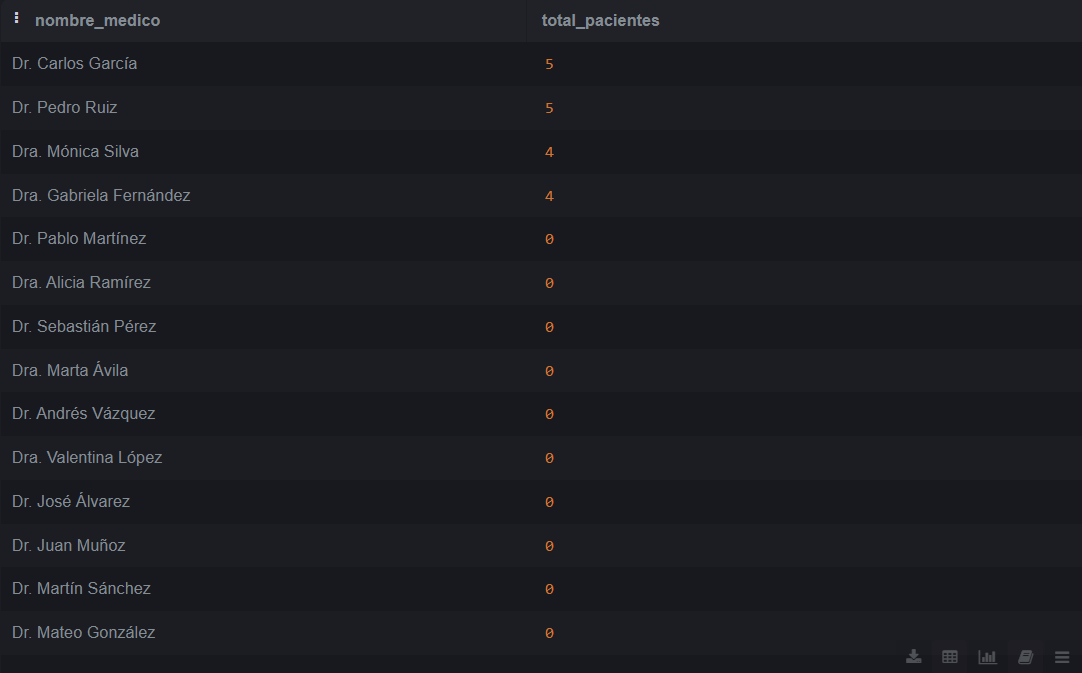 nombre_medico total_pacientes
Dr. Carlos García 5
Dr. Pedro Ruiz 5
Dra. Mónica Silva 4
Dra. Gabriela Fernández 4
Dr. Pablo Martínez 0
Dra. Alicia Ramírez 0
Dr. Sebastián Pérez 0
Dra. Marta Ávila 0
Dr. Andrés Vázquez 0
Dra. Valentina López 0
Dr. José Álvarez 0
Dr. Juan Muñoz 0
Dr. Martín Sánchez 0
Dr. Mateo González 0